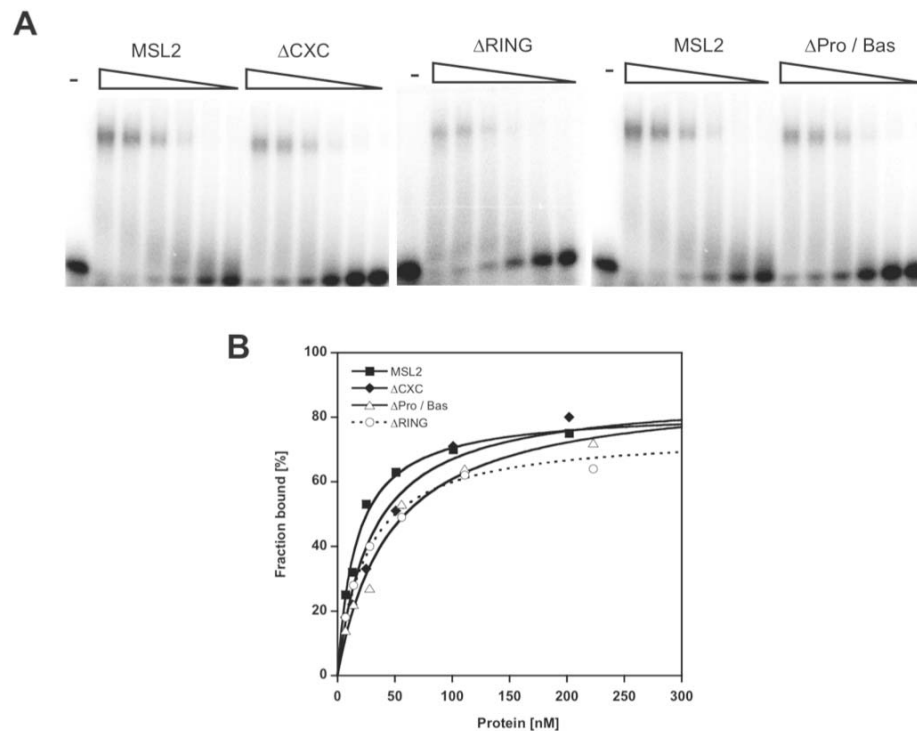 A
MSL2 ΔCXC ΔRING MSL2 ΔPro / Bas
- - -
B
100
80
60
40
20
0
Fraction bound [%]
MSL2
ΔCXC
ΔPro / Bas
ΔRING
0 50 100 150 200 250 300
Protein [nM]